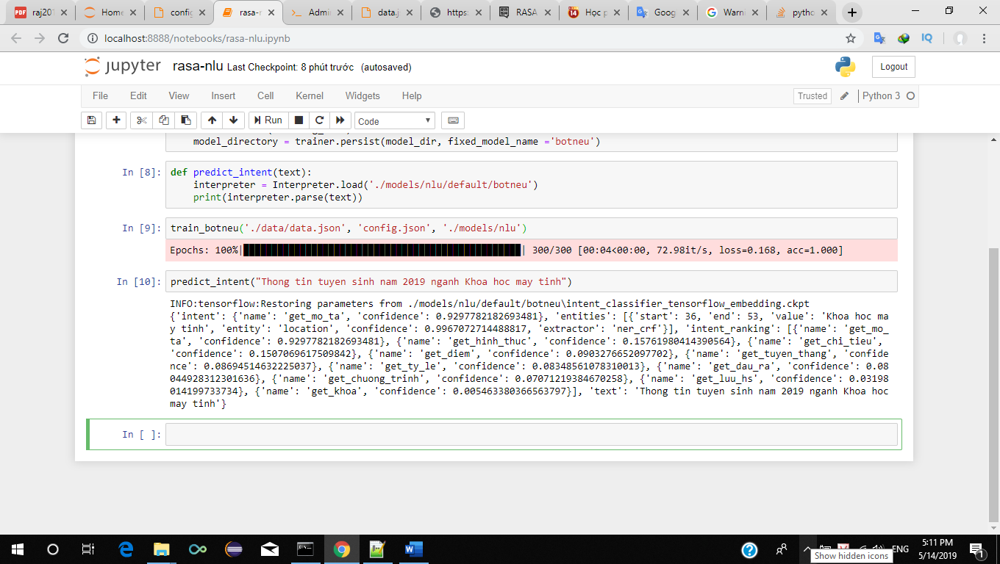 raj201
Home
config
rasa-n
Admi
data.j
https:
RASA
Học p
Goog
Warni
pytho
localhost:8888/notebooks/rasa-nlu.ipynb
jupyter rasa-nlu Last Checkpoint: 8 phút trước (autosaved)
Logout
File Edit View Insert Cell Kernel Widgets Help
Trusted Python 3
Run Code
model_directory = trainer.persist(model_dir, fixed_model_name ='botneu')
In [8]: def predict_intent(text):
interpreter = Interpreter.load('./models/nlu/default/botneu')
print(interpreter.parse(text))
In [9]: train_botneu('./data/data.json', 'config.json', './models/nlu')
Epochs: 100%| | 300/300 [00:04<00:00, 72.98it/s, loss=0.168, acc=1.000]
In [10]: predict_intent("Thong tin tuyen sinh nam 2019 nganh Khoa hoc may tinh")
INFO:tensorflow:Restoring parameters from ./models/nlu/default/botneu\intent_classifier_tensorflow_embedding.ckpt
{'intent': {'name': 'get_mo_ta', 'confidence': 0.9297782182693481}, 'entities': [{'start': 36, 'end': 53, 'value': 'Khoa hoc ma
y tinh', 'entity': 'location', 'confidence': 0.9967072714488817, 'extractor': 'ner_crf'}], 'intent_ranking': [{'name': 'get_mo_
ta', 'confidence': 0.9297782182693481}, {'name': 'get_hinh_thuc', 'confidence': 0.15761980414390564}, {'name': 'get_chi_tieu',
'confidence': 0.1507069617509842}, {'name': 'get_diem', 'confidence': 0.0903276652097702}, {'name': 'get_tuyen_thang', 'confide
nce': 0.08694514632225037}, {'name': 'get_ty_le', 'confidence': 0.08348561078310013}, {'name': 'get_dau_ra', 'confidence': 0.08
044928312301636}, {'name': 'get_chuong_trinh', 'confidence': 0.07071219384670258}, {'name': 'get_luu_hs', 'confidence': 0.03198
014199733734}, {'name': 'get_khoa', 'confidence': 0.005463380366563797}], 'text': 'Thong tin tuyen sinh nam 2019 nganh Khoa hoc
may tinh'}
In [ ]:
ENG
5:11 PM
5/14/2019
1
Show hidden icons